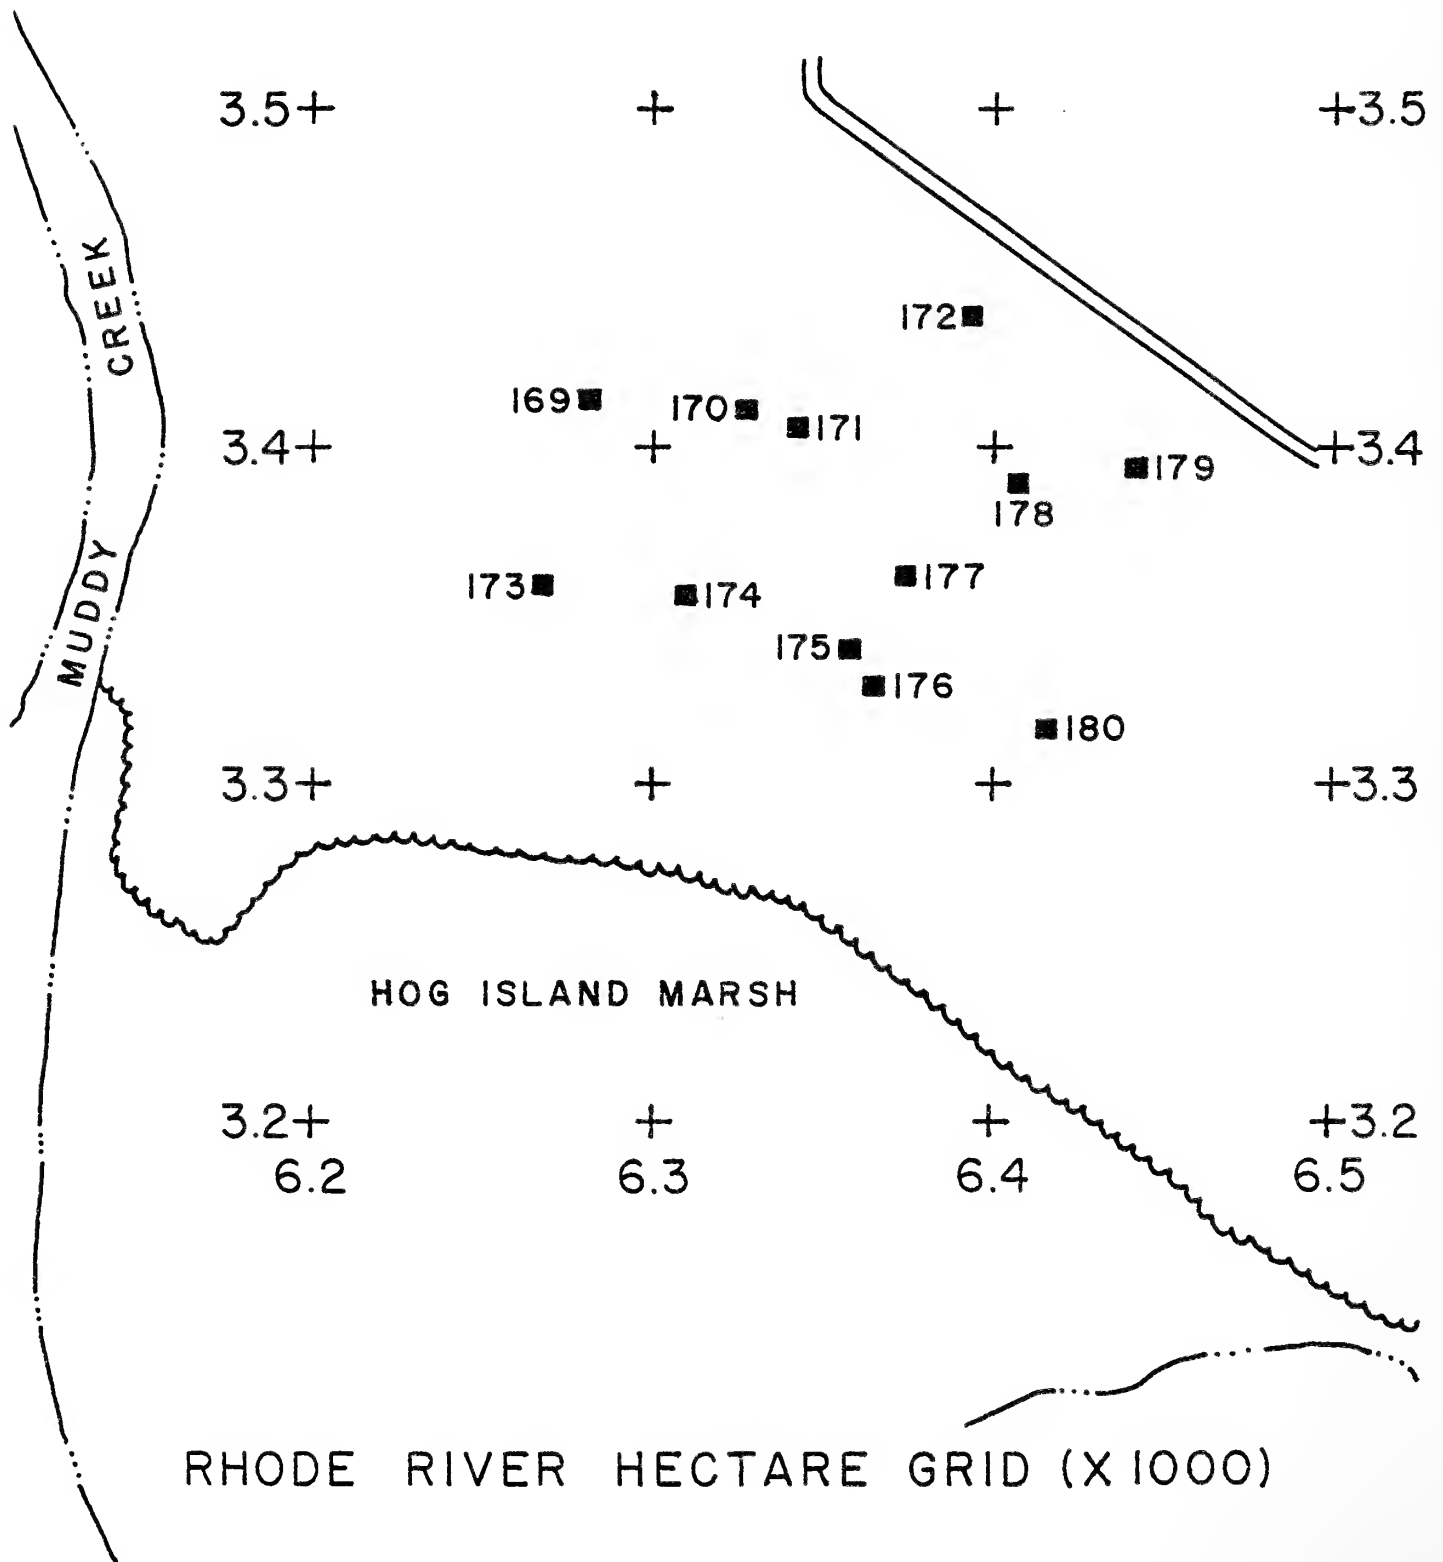 3.5 3.5
CREEK
172
169 170 171
3.4 3.4
179
178
MUDDY
173 174 177
175
176
180
3.3 3.3
HOG ISLAND MARSH
3.2 3.2
6.2 6.3 6.4 6.5
RHODE RIVER HECTARE GRID (X1000)